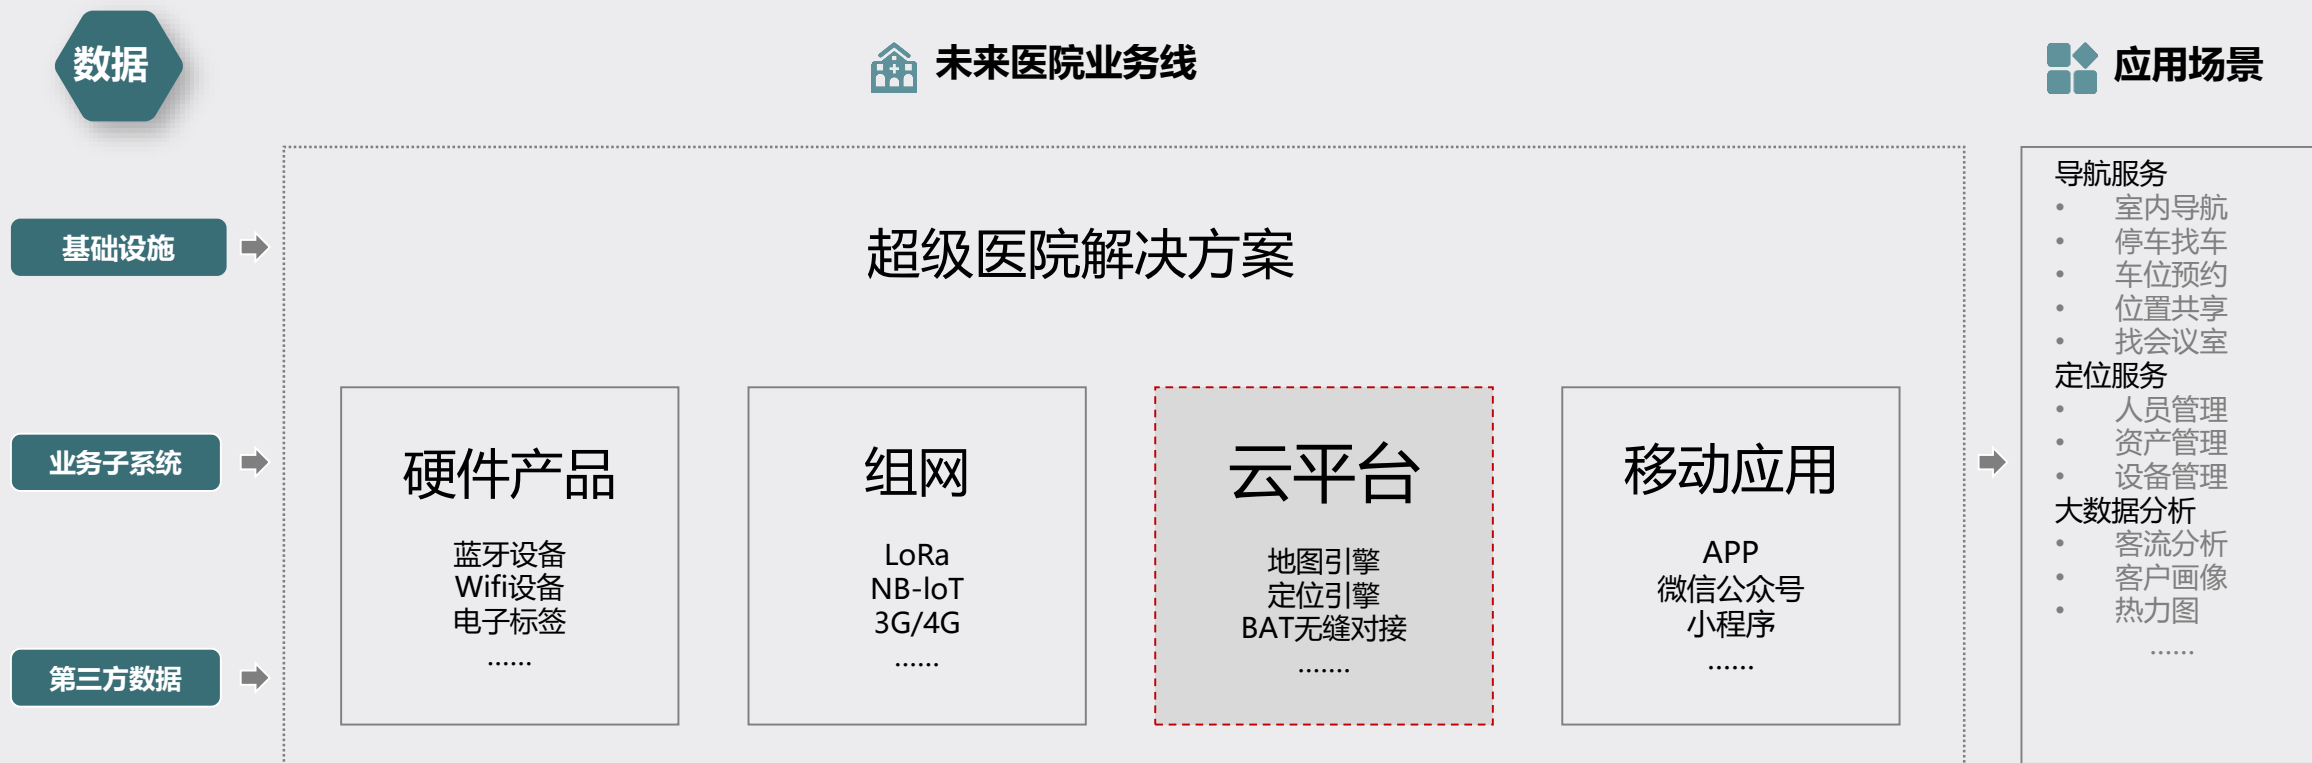 数据
未来医院业务线
应用场景
基础设施
业务子系统
第三方数据
超级医院解决方案
硬件产品
蓝牙设备
Wifi设备
电子标签
......
组网
LoRa
NB-IoT
3G/4G
......
云平台
地图引擎
定位引擎
BAT无缝对接
.......
移动应用
APP
微信公众号
小程序
......
导航服务
• 室内导航
• 停车找车
• 车位预约
• 位置共享
• 找会议室
定位服务
• 人员管理
• 资产管理
• 设备管理
大数据分析
• 客流分析
• 客户画像
• 热力图
......